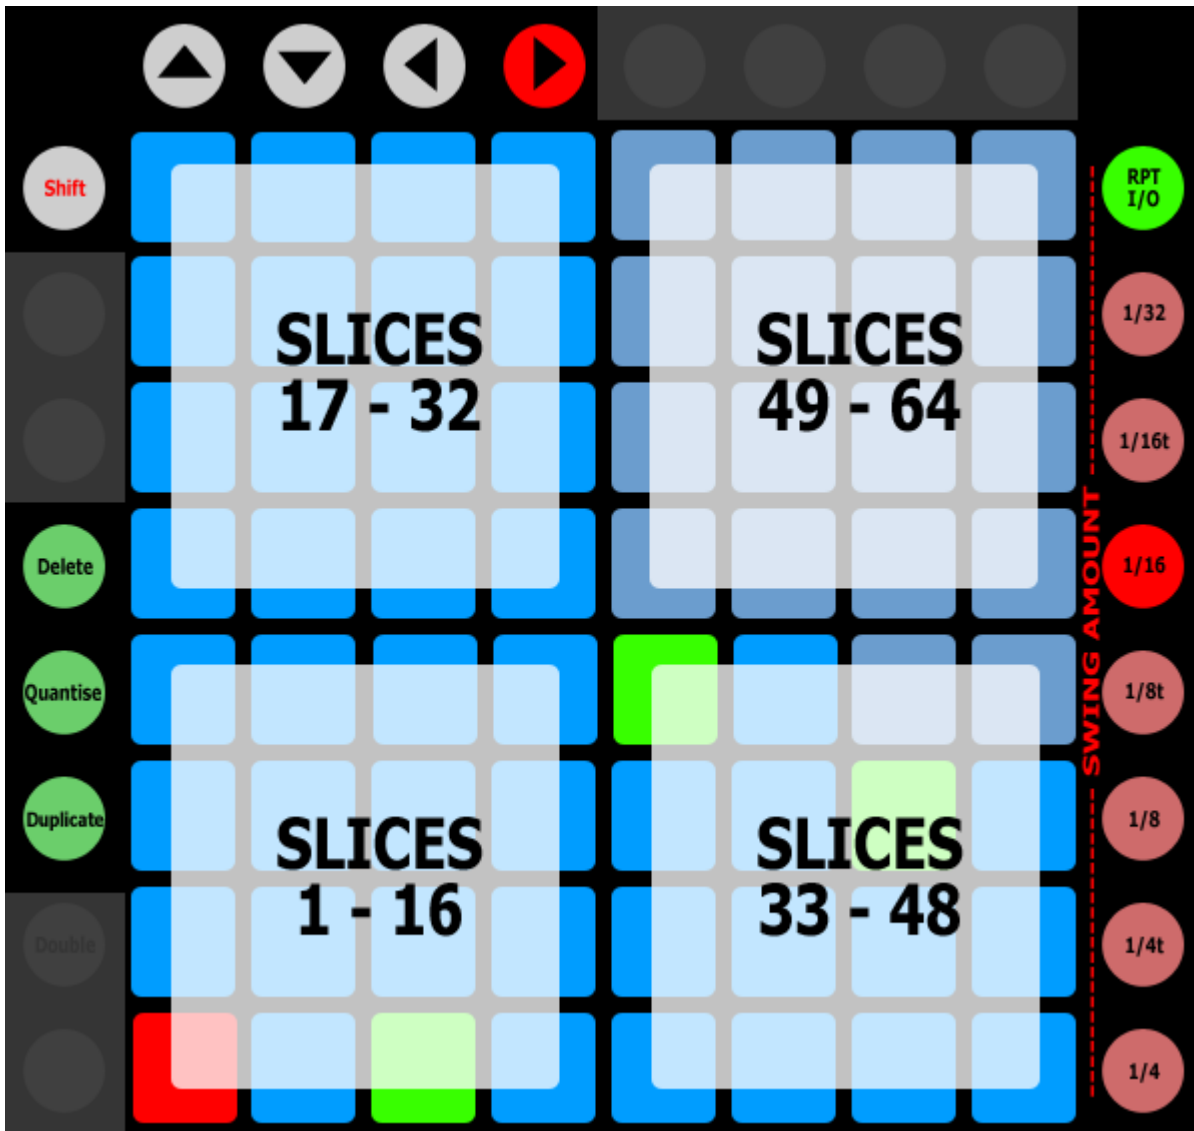 Shift
RPT
I/O
1/32
SLICES
17 - 32
SLICES
49 - 64
1/16t
Delete
1/16
SWING AMOUNT
Quantise
1/8t
Duplicate
1/8
SLICES
1 - 16
SLICES
33 - 48
Double
1/4t
1/4